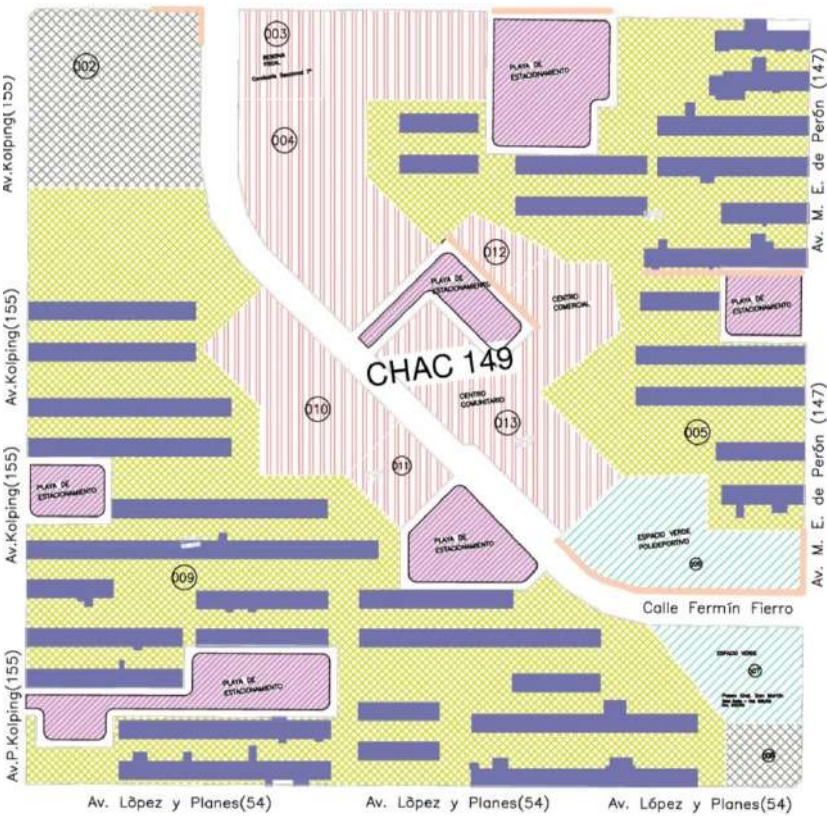 002
003
RESERVA
FISCAL
004
PLAYA DE
ESTACIONAMIENTO
Av. M. E. de Perón (147)
Av.Kolping(155)
012
PLAYA DE
ESTACIONAMIENTO
CENTRO
COMERCIAL
PLAYA DE
ESTACIONAMIENTO
Av.Kolping(155)
CHAC 149
CENTRO
COMUNITARIO
010
013
005
Av. M. E. de Perón (147)
011
PLAYA DE
ESTACIONAMIENTO
Av.Kolping(155)
PLAYA DE
ESTACIONAMIENTO
ESPACIO VERDE
POLIDEPORTIVO
009
Calle Fermín Fierro
ESPACIO VERDE
007
PLAYA DE
ESTACIONAMIENTO
Av.P.Kolping(155)
Av. López y Planes(54)
Av. López y Planes(54)
Av. López y Planes(54)